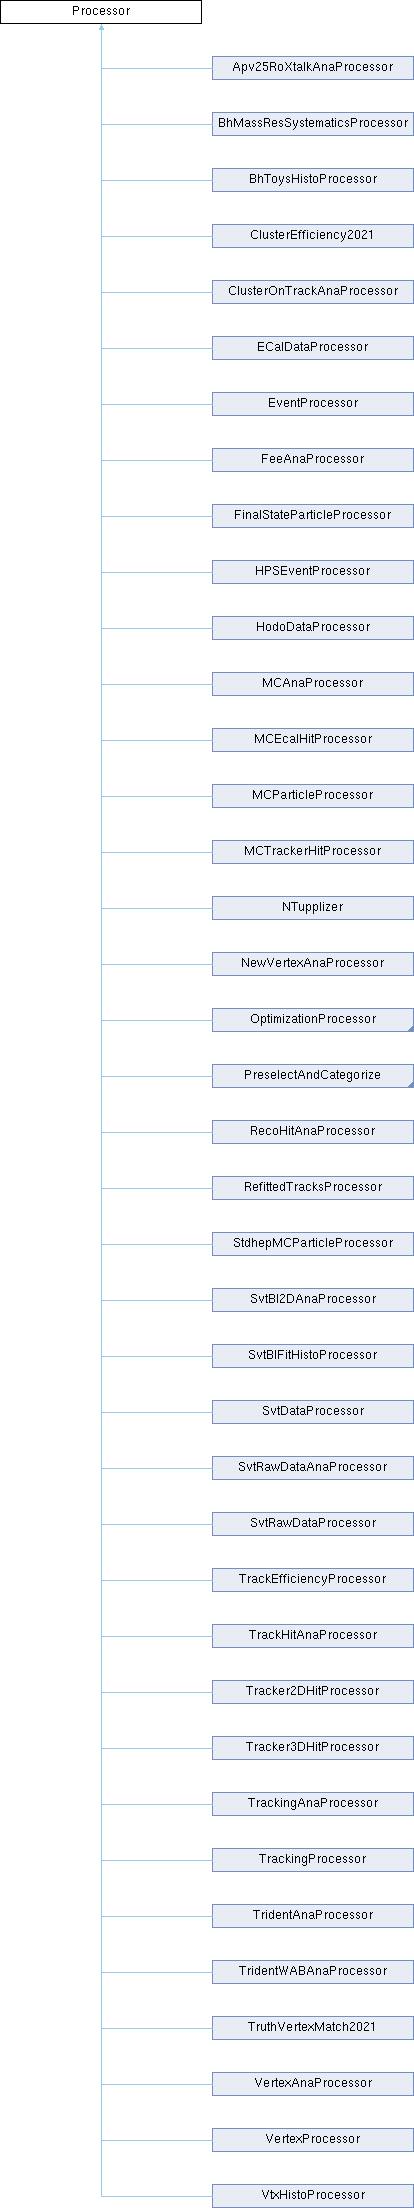 Processor
Apv25RoXtalkAnaProcessor
BhMassResSystematicsProcessor
BhToysHistoProcessor
ClusterEfficiency2021
ClusterOnTrackAnaProcessor
ECalDataProcessor
EventProcessor
FeeAnaProcessor
FinalStateParticleProcessor
HPSEventProcessor
HodoDataProcessor
MCAnaProcessor
MCEcalHitProcessor
MCParticleProcessor
MCTrackerHitProcessor
NTupplizer
NewVertexAnaProcessor
OptimizationProcessor
PreselectAndCategorize
RecoHitAnaProcessor
RefittedTracksProcessor
StdhepMCParticleProcessor
SvtBl2DAnaProcessor
SvtBlFitHistoProcessor
SvtDataProcessor
SvtRawDataAnaProcessor
SvtRawDataProcessor
TrackEfficiencyProcessor
TrackHitAnaProcessor
Tracker2DHitProcessor
Tracker3DHitProcessor
TrackingAnaProcessor
TrackingProcessor
TridentAnaProcessor
TridentWABAnaProcessor
TruthVertexMatch2021
VertexAnaProcessor
VertexProcessor
VtxHistoProcessor